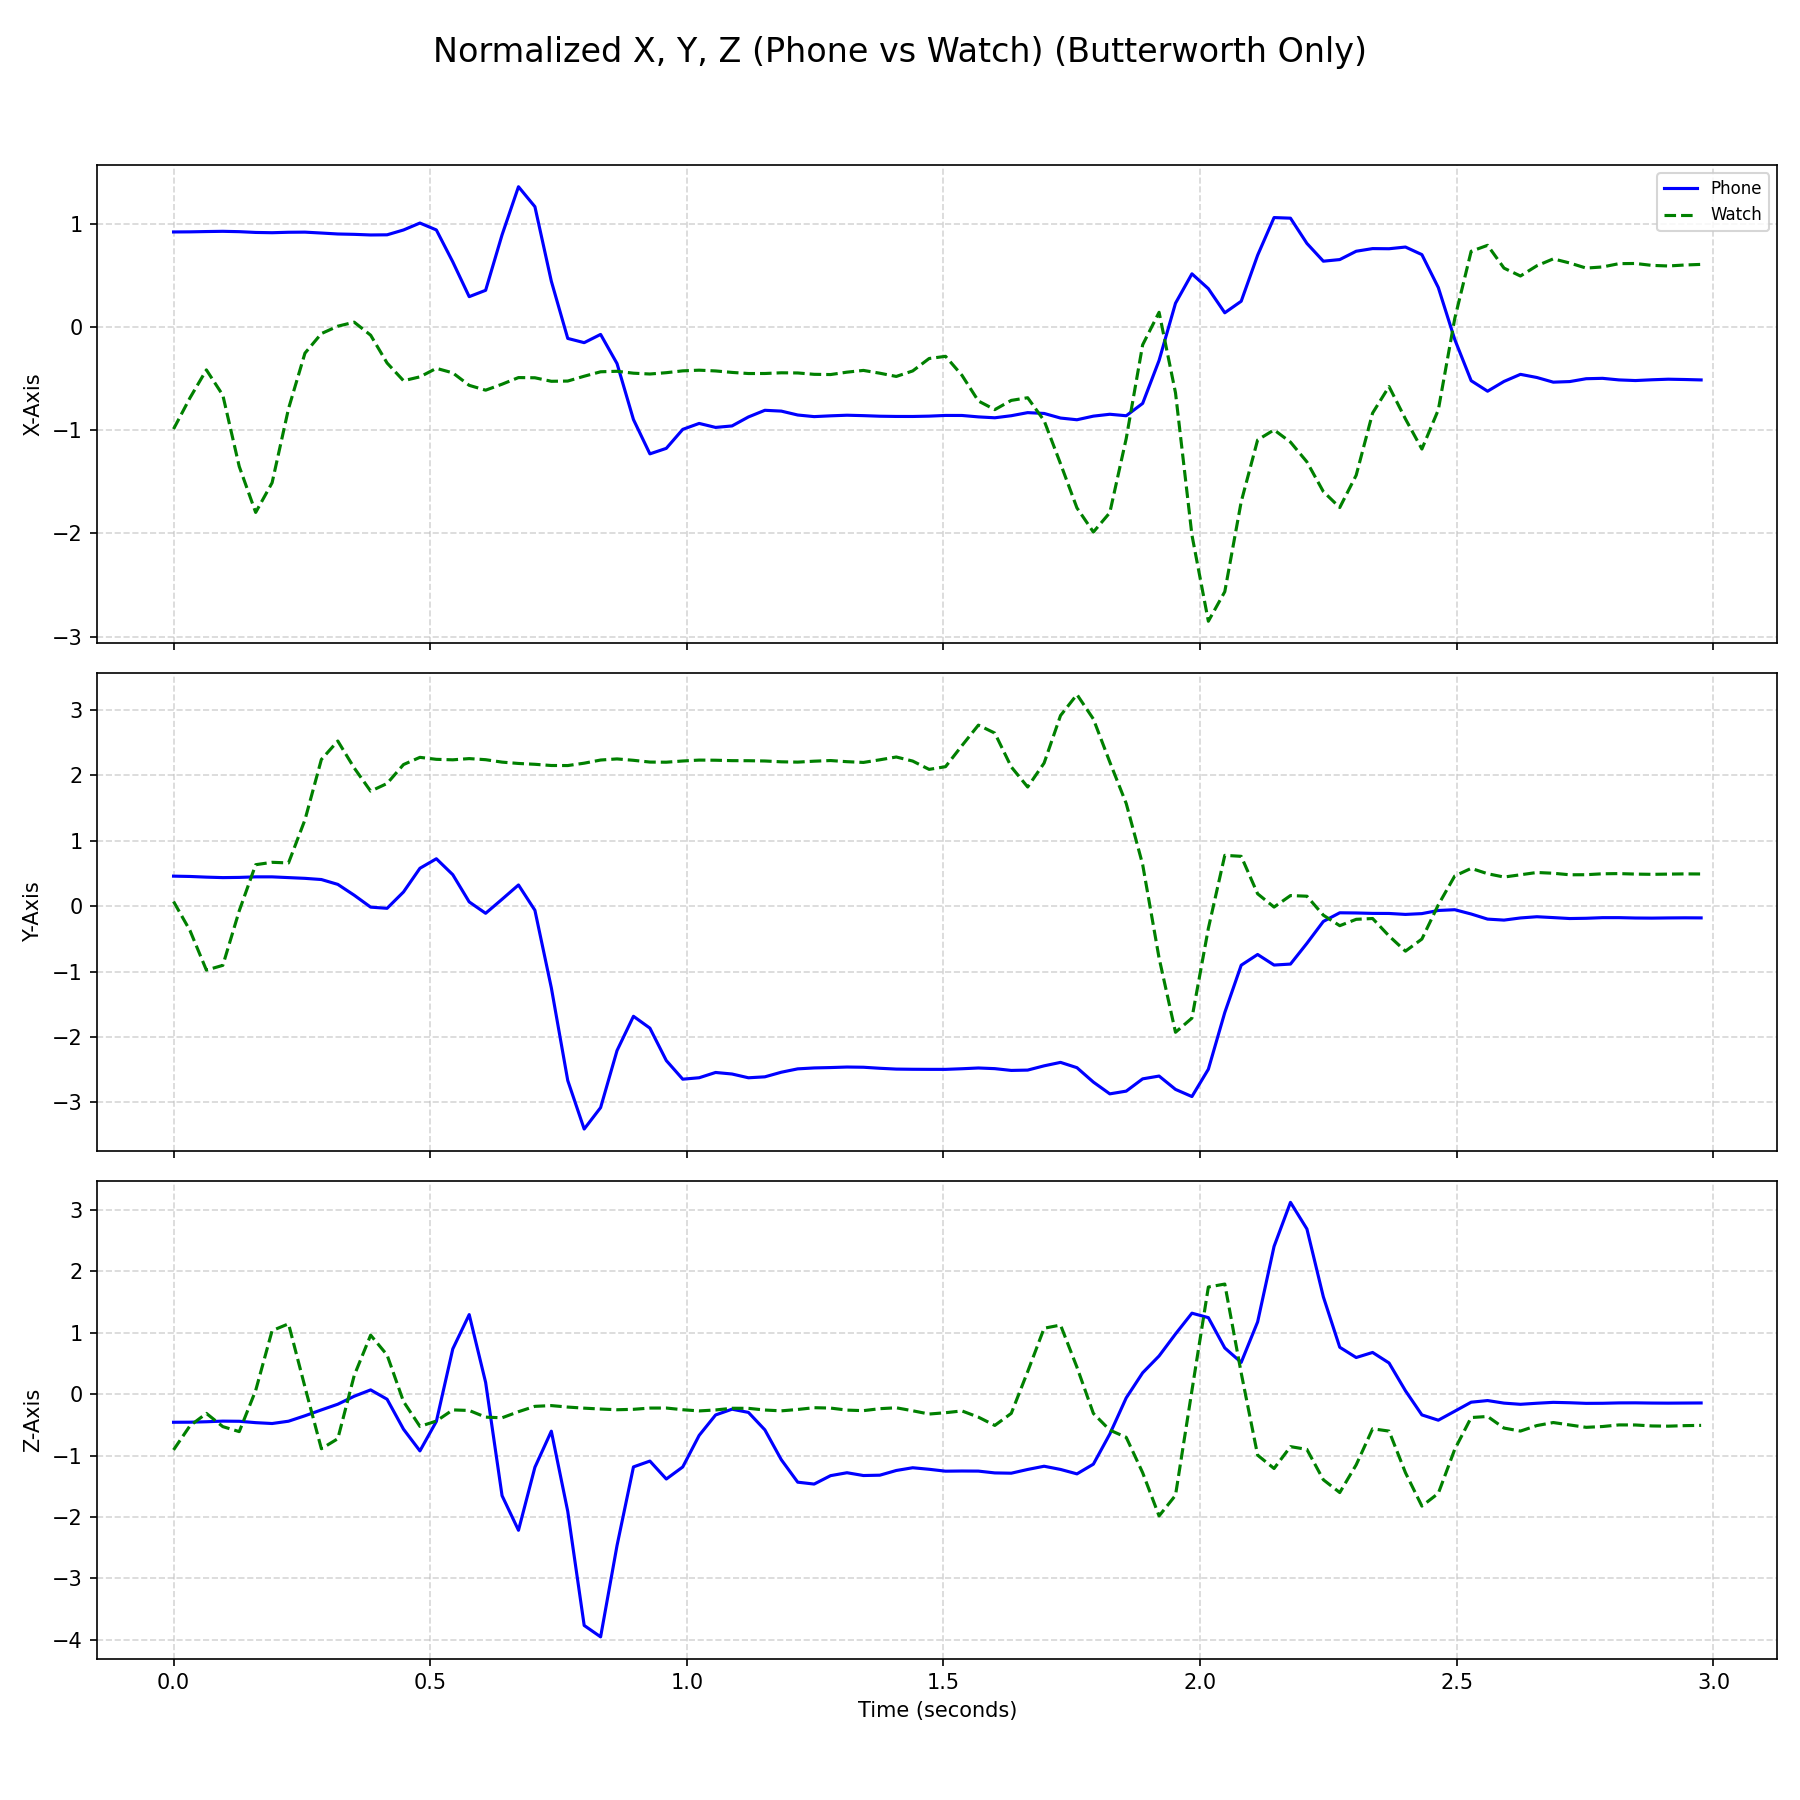 Normalized X, Y, Z (Phone vs Watch) (Butterworth Only)
Phone
Watch
X-Axis
1
0
−1
−2
−3
Y-Axis
3
2
1
0
−1
−2
−3
Z-Axis
3
2
1
0
−1
−2
−3
−4
0.0 0.5 1.0 1.5 2.0 2.5 3.0
Time (seconds)